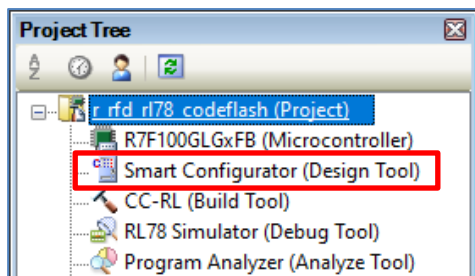 Project Tree
r_rfd_rl78_codeflash (Project)
R7F100GLGxFB (Microcontroller)
Smart Configurator (Design Tool)
CC-RL (Build Tool)
RL78 Simulator (Debug Tool)
Program Analyzer (Analyze Tool)